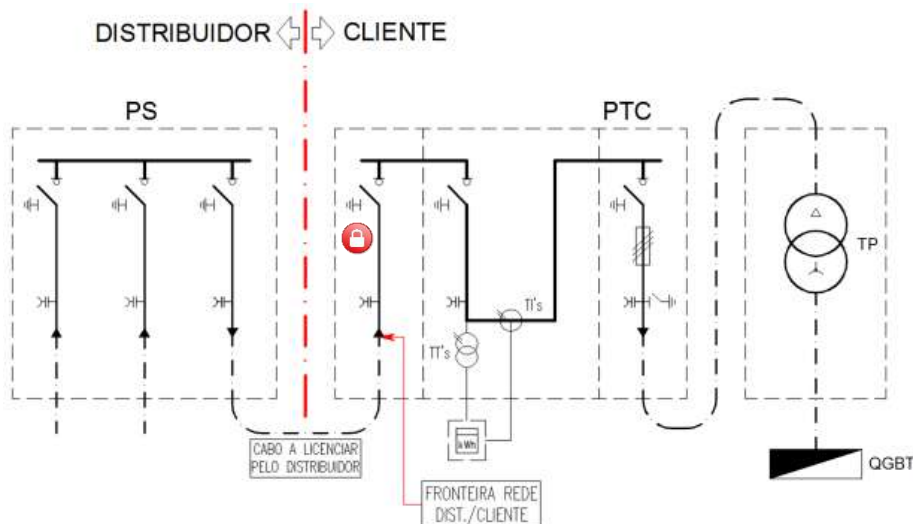 DISTRIBUIDOR CLIENTE
PS
PTC
TP
TI's
TT's
kWh
CABO A LICENCIAR
PELO DISTRIBUIDOR
QGBT
FRONTEIRA REDE
DIST./CLIENTE